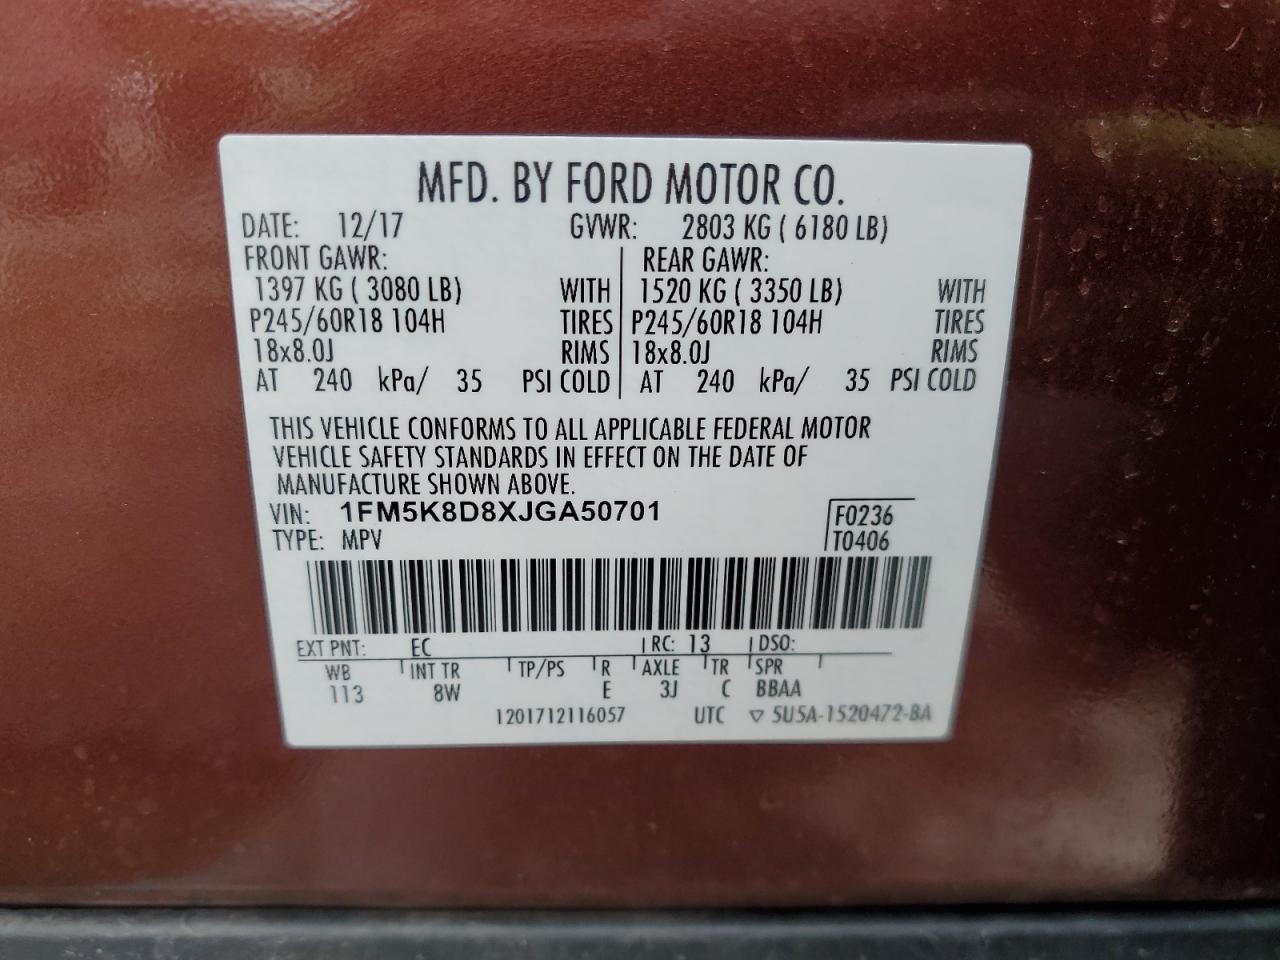 MFD. BY FORD MOTOR CO.
DATE: 12/17 GVWR: 2803 KG ( 6180 LB)
FRONT GAWR: REAR GAWR:
1397 KG ( 3080 LB) WITH 1520 KG ( 3350 LB) WITH
P245/60R18 104H TIRES P245/60R18 104H TIRES
18x8.0J RIMS 18x8.0J RIMS
AT 240 kPa/ 35 PSI COLD AT 240 kPa/ 35 PSI COLD
THIS VEHICLE CONFORMS TO ALL APPLICABLE FEDERAL MOTOR
VEHICLE SAFETY STANDARDS IN EFFECT ON THE DATE OF
MANUFACTURE SHOWN ABOVE.
VIN: 1FM5K8D8XJGA50701 F0236
TYPE: MPV T0406
EXT PNT: EC RC: 13 DSO:
WB INT TR TP/PS R AXLE TR SPR
113 8W E 3J C BBAA
1201712116057 UTC ▽ 5U5A-1520472-BA